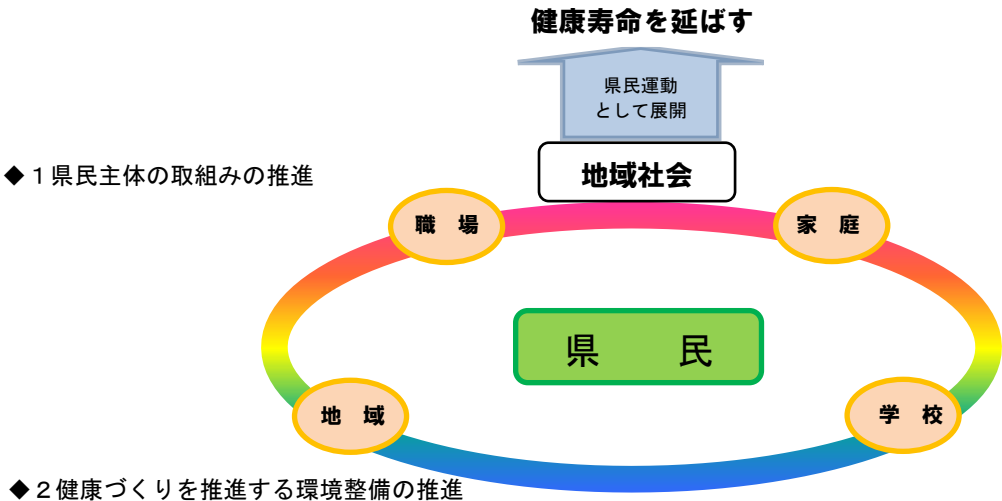 健康寿命を延ばす
県民運動
として展開
地域社会
◆１県民主体の取組みの推進
職　場
家　庭
県　　民
地　域
学　校
◆２健康づくりを推進する環境整備の推進